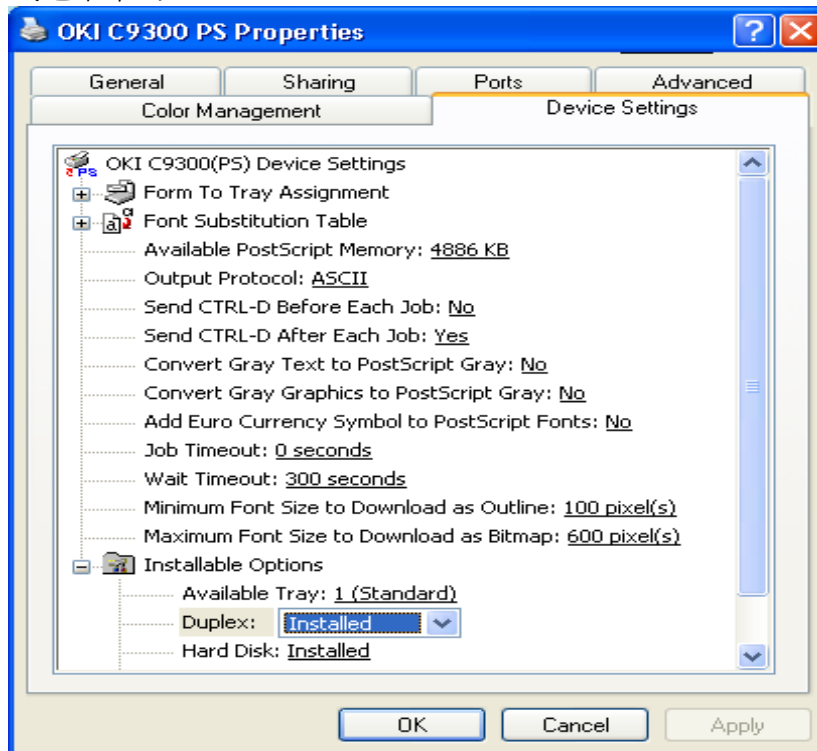 OKI C9300 PS Properties
General Sharing Ports Advanced
Color Management Device Settings
OKI C9300(PS) Device Settings
Form To Tray Assignment
Font Substitution Table
Available PostScript Memory: 4886 KB
Output Protocol: ASCII
Send CTRL-D Before Each Job: No
Send CTRL-D After Each Job: Yes
Convert Gray Text to PostScript Gray: No
Convert Gray Graphics to PostScript Gray: No
Add Euro Currency Symbol to PostScript Fonts: No
Job Timeout: 0 seconds
Wait Timeout: 300 seconds
Minimum Font Size to Download as Outline: 100 pixel(s)
Maximum Font Size to Download as Bitmap: 600 pixel(s)
Installable Options
Available Tray: 1 (Standard)
Duplex: Installed
Hard Disk: Installed
OK Cancel Apply